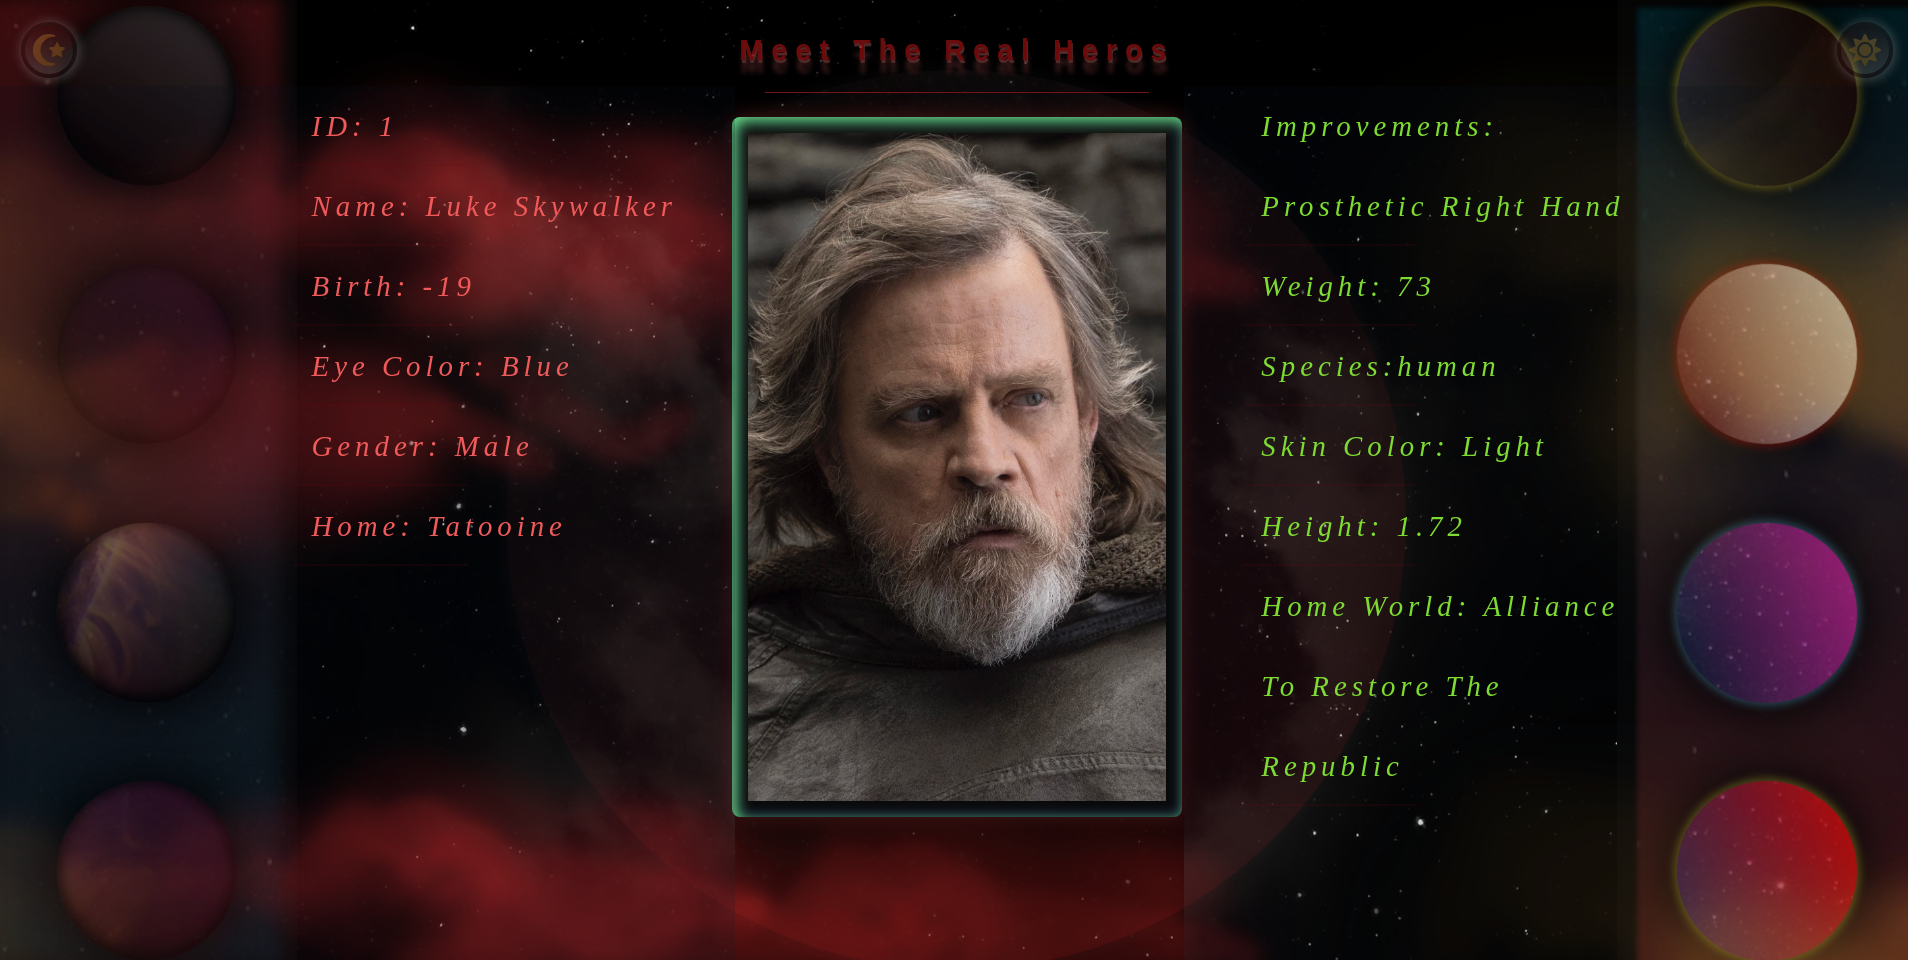 Meet The Real Heros
ID: 1
Name: Luke Skywalker
Birth: -19
Eye Color: Blue
Gender: Male
Home: Tatooine
Improvements:
Prosthetic Right Hand
Weight: 73
Species:human
Skin Color: Light
Height: 1.72
Home World: Alliance
To Restore The
Republic